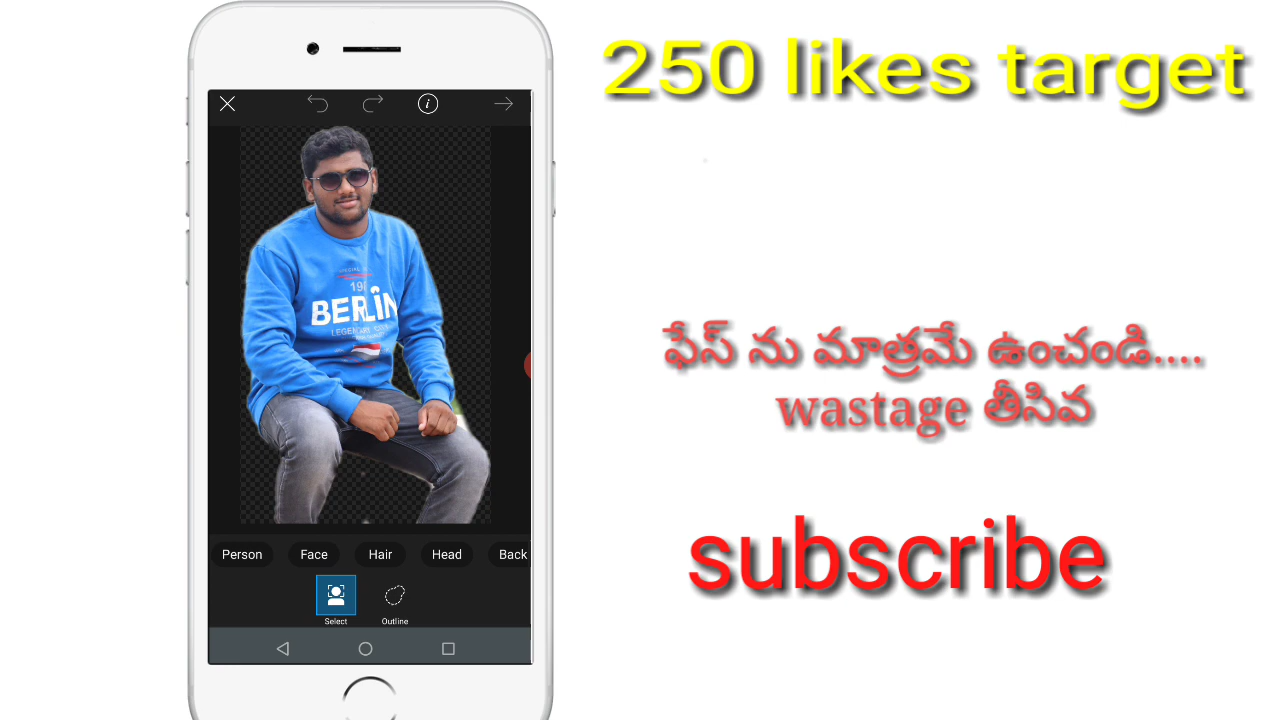 250 likes target
BERLIN
ఫేస్ ను మాత్రమే ఉంచండి....
wastage తీసివ
subscribe
Person Face Hair Head Back
Select Outline